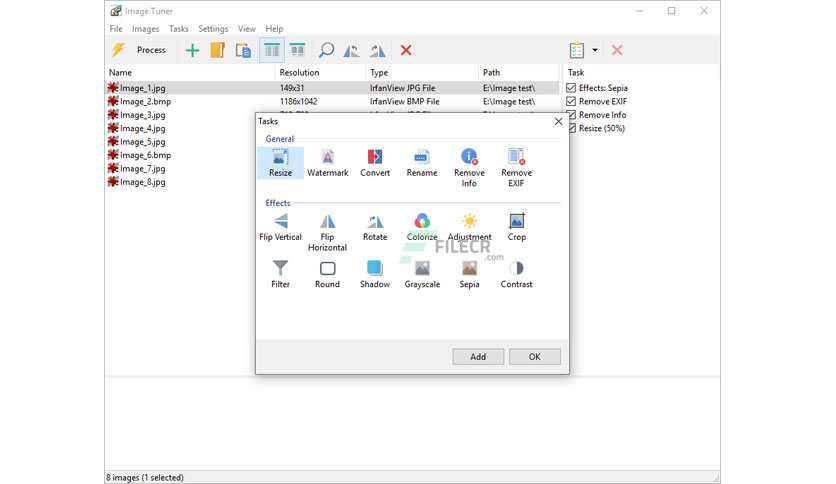 Image Tuner
File Images Tasks Settings View Help
Process
Name Resolution Type Path Task
Image_1.jpg 149x31 IrfanView JPG File E:\Image test\ Effects: Sepia
Image_2.bmp 1186x1042 IrfanView BMP File E:\Image test\ Remove EXIF
Image_3.jpg Remove Info
Image_4.jpg Resize (50%)
Image_5.jpg
Image_6.bmp
Image_7.jpg
Image_8.jpg
Tasks
General
Resize Watermark Convert Rename Remove Info Remove EXIF
Effects
Flip Vertical Flip Horizontal Rotate Colorize Adjustment Crop
FILECR
.com
Filter Round Shadow Grayscale Sepia Contrast
Add OK
8 images (1 selected)